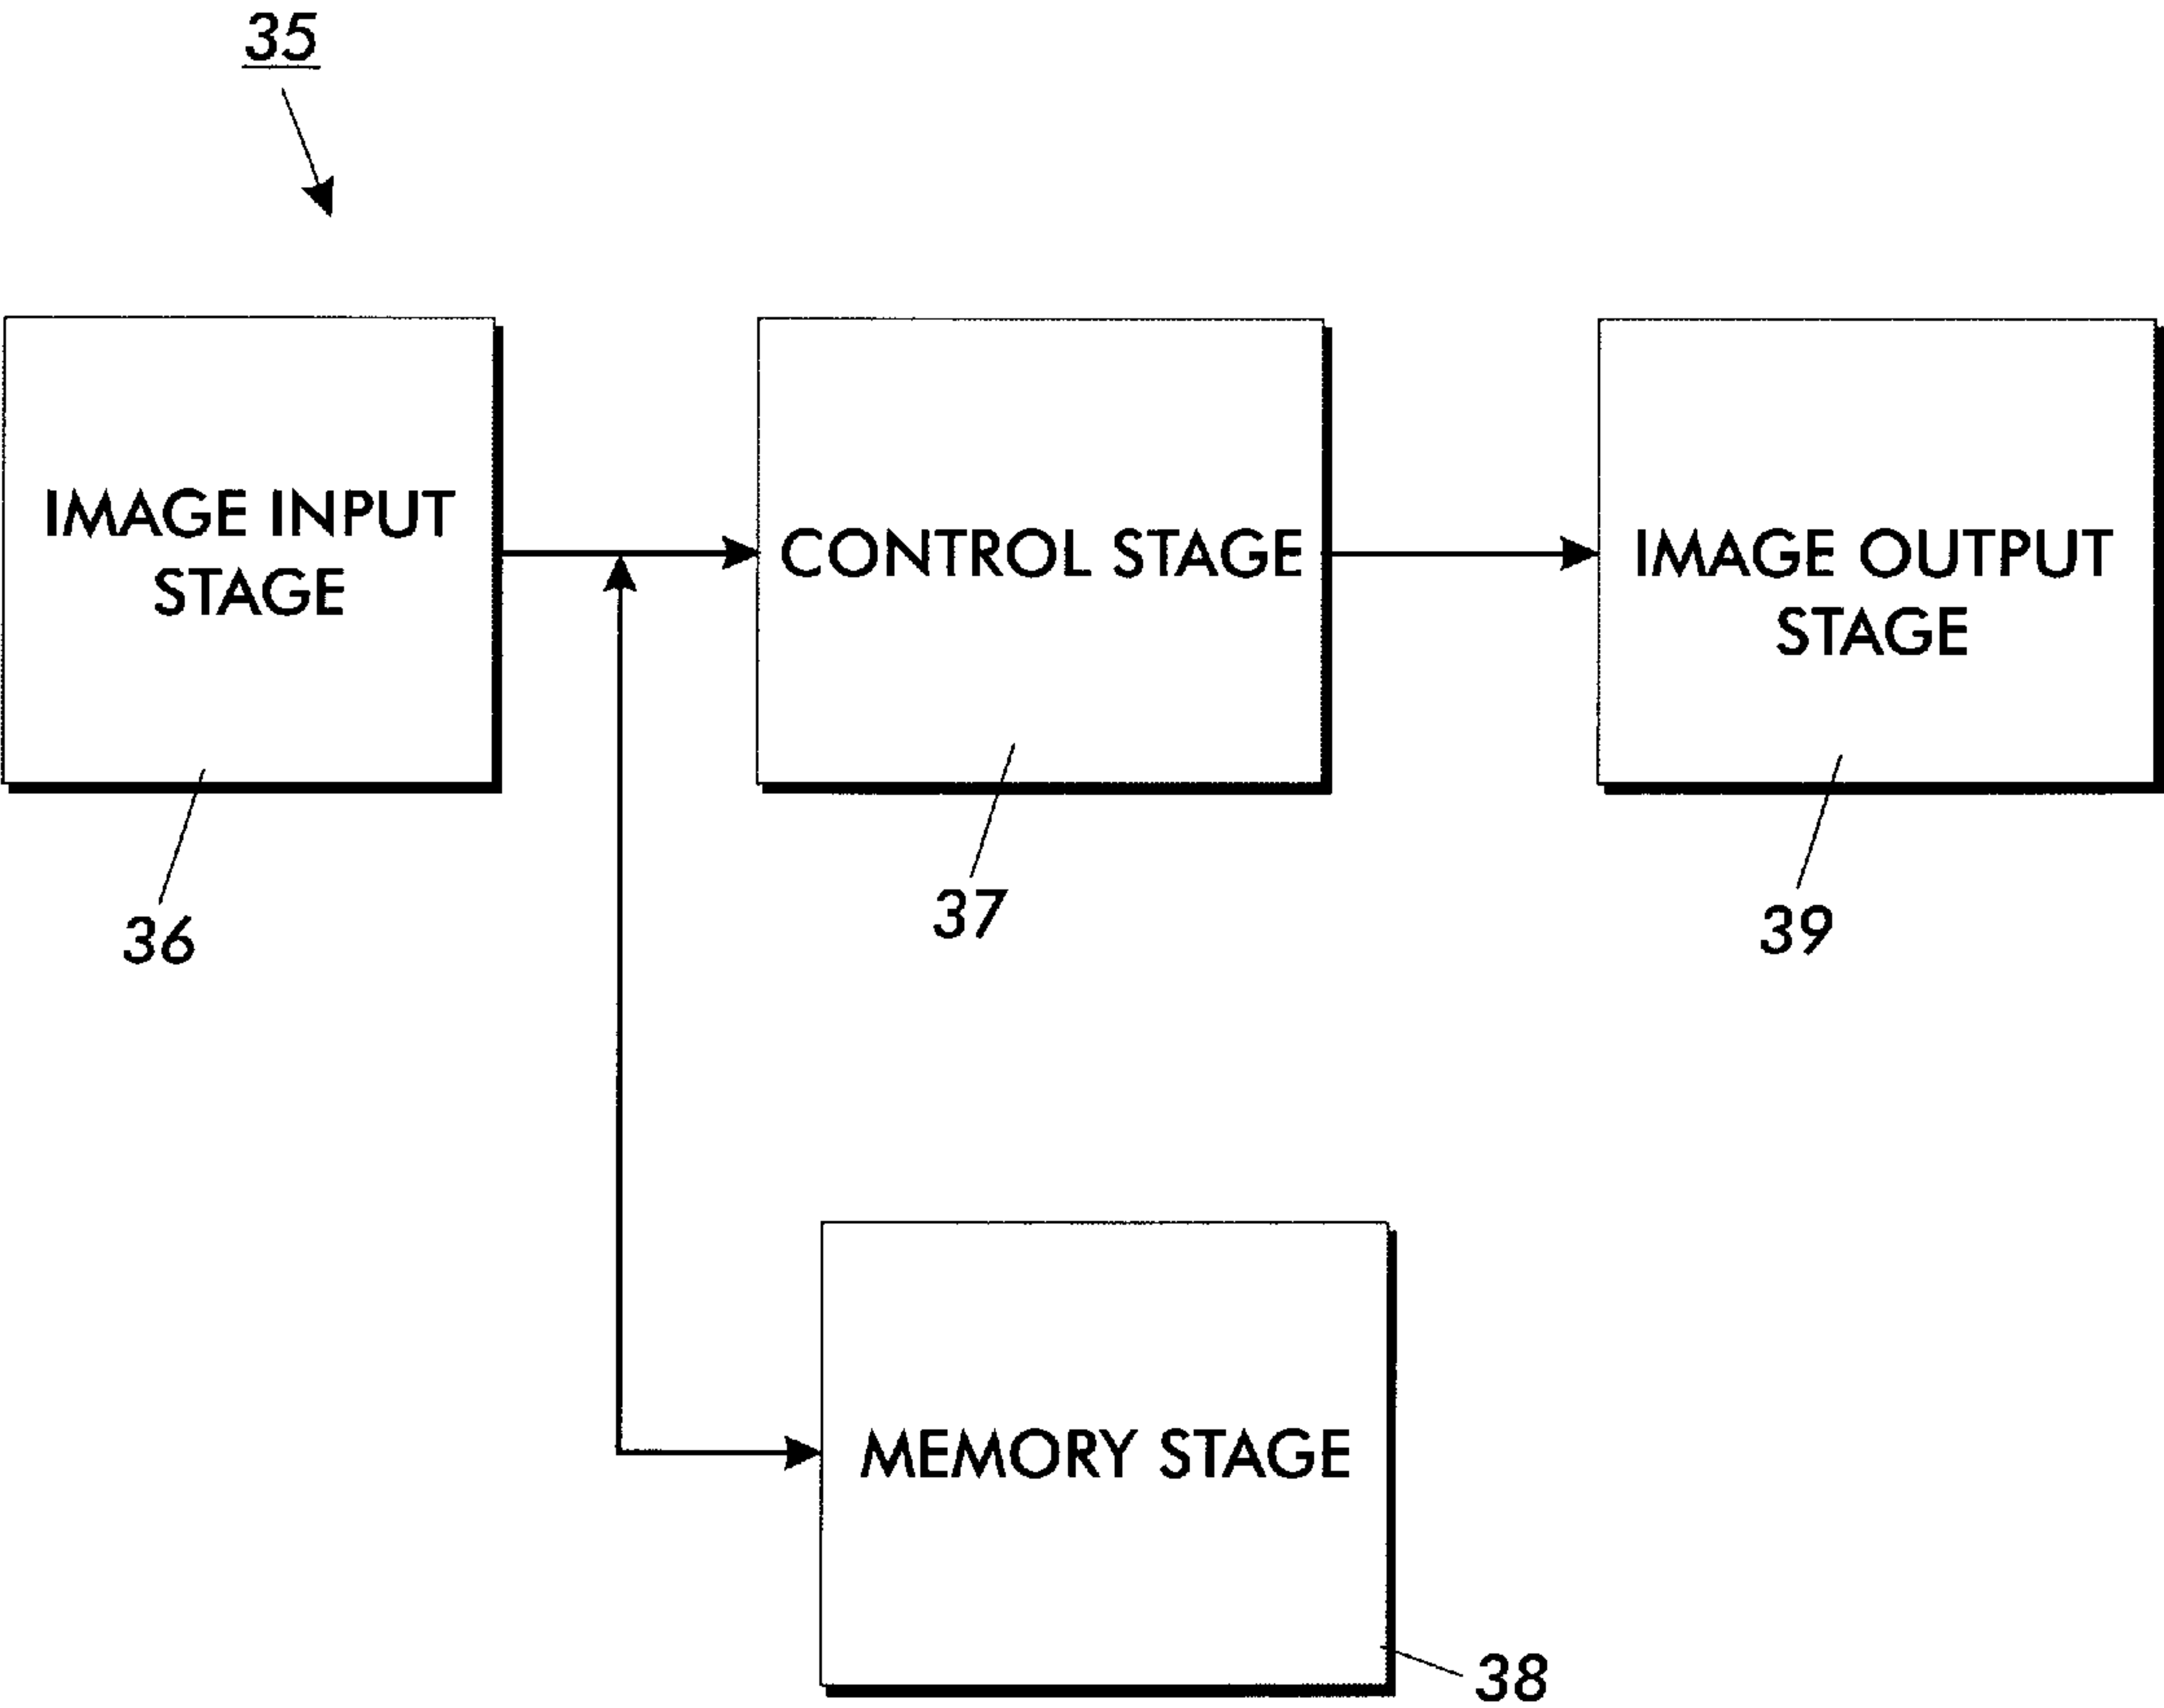 35
IMAGE INPUT
STAGE
CONTROL STAGE
IMAGE OUTPUT
STAGE
36
37
39
MEMORY STAGE
38